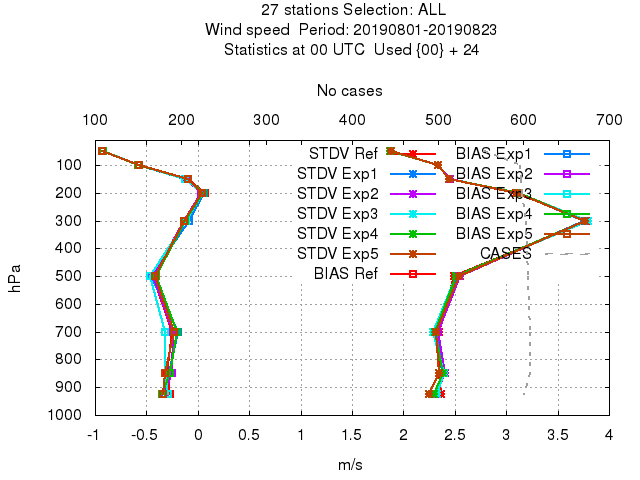 27 stations Selection: ALL
Wind speed  Period: 20190801-20190823
Statistics at 00 UTC  Used {00} + 24
No cases
100 200 300 400 500 600 700
STDV Ref BIAS Exp1
STDV Exp1 BIAS Exp2
STDV Exp2 BIAS Exp3
STDV Exp3 BIAS Exp4
STDV Exp4 BIAS Exp5
STDV Exp5 CASES
BIAS Ref
100
200
300
400
500
600
700
800
900
1000
hPa
-1 -0.5 0 0.5 1 1.5 2 2.5 3 3.5 4
m/s